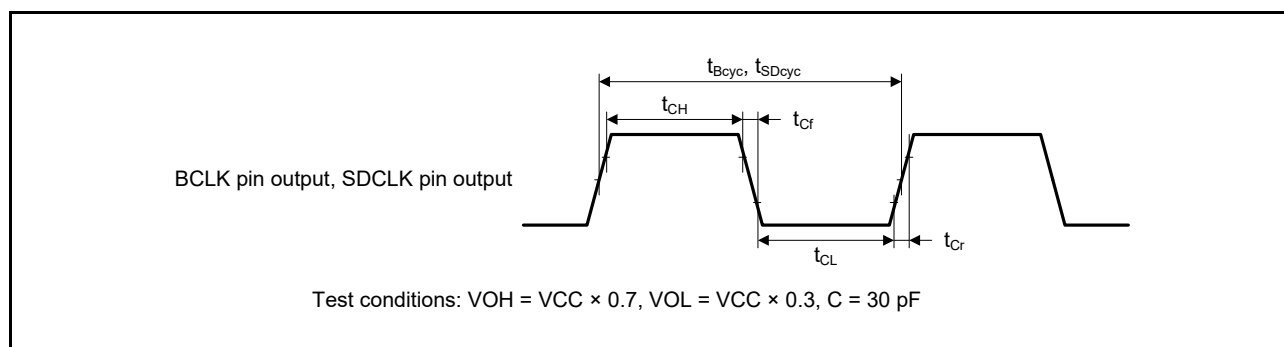 tBcyc, tSDcyc
tCH
tCf
BCLK pin output, SDCLK pin output
tCL
tCr
Test conditions: VOH = VCC × 0.7, VOL = VCC × 0.3, C = 30 pF